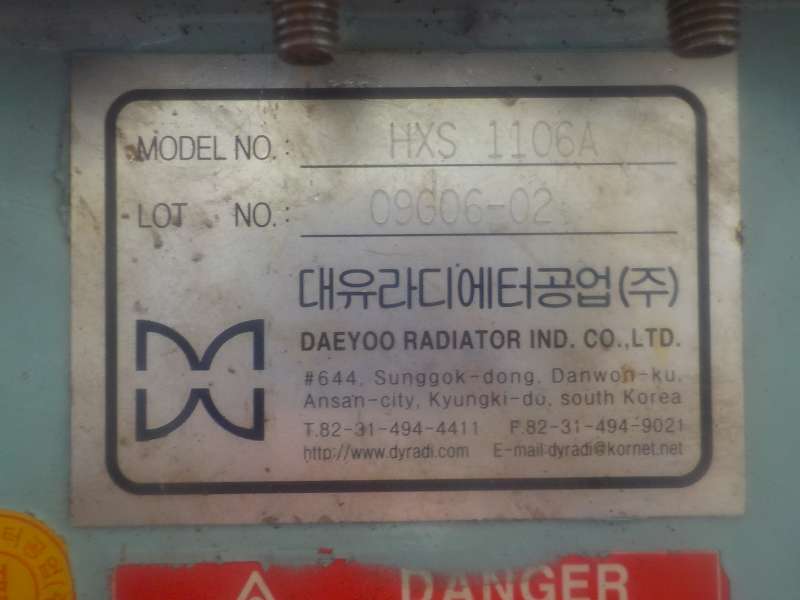 MODEL NO. : HXS 1106A
LOT NO. : 09G06-02
대유라디에터공업(주)
DAEYOO RADIATOR IND. CO.,LTD.
#644, Sunggok-dong, Danwon-ku,
Ansan-city, Kyungki-do, south Korea
T.82-31-494-4411 F.82-31-494-9021
http://www.dyradi.com E-mail:dyradi@kornet.net
DANGER